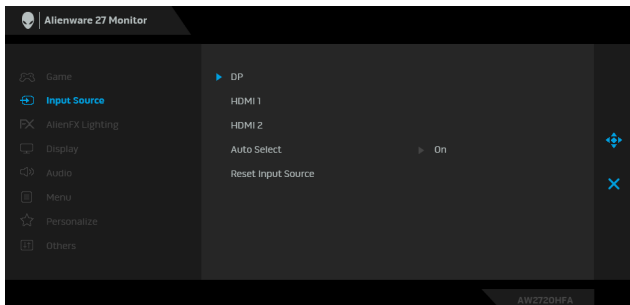 Alienware 27 Monitor
Game
Input Source
AlienFX Lighting
Display
Audio
Menu
Personalize
Others
DP
HDMI 1
HDMI 2
Auto Select On
Reset Input Source
AW2720HFA